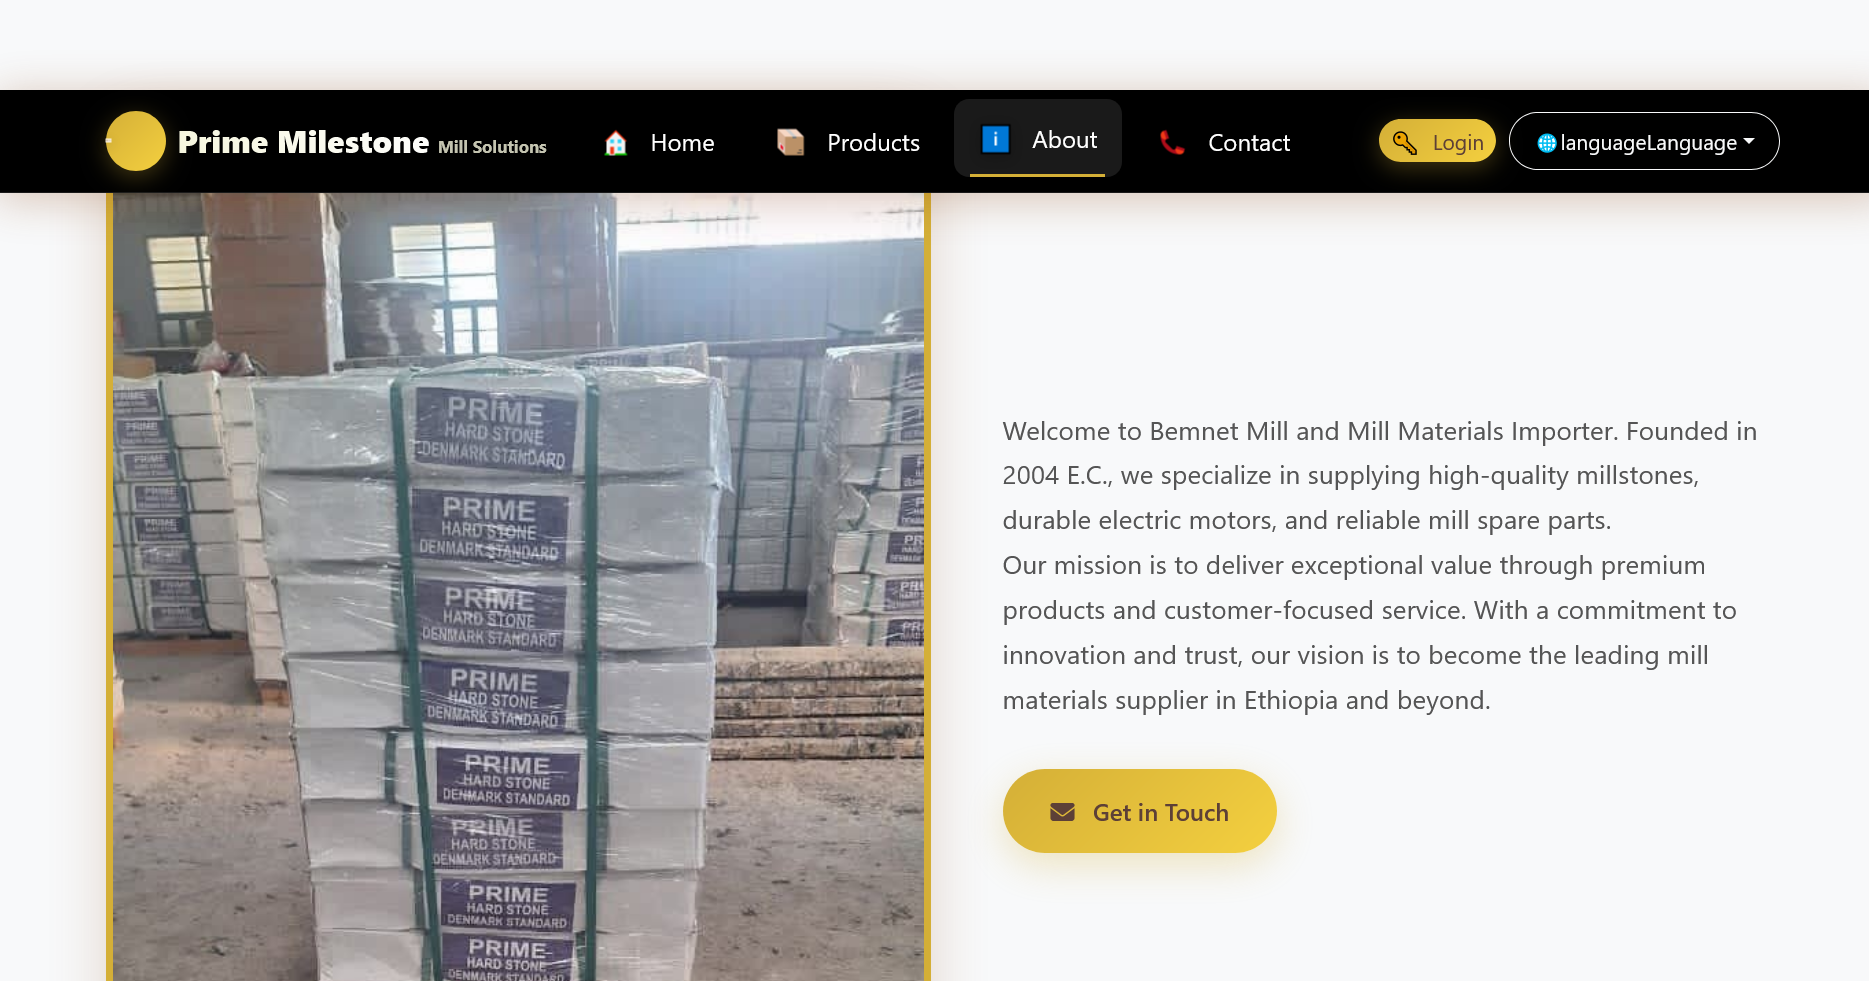 Prime Milestone Mill Solutions
Home
Products
About
Contact
Login
languageLanguage
PRIME
HARD STONE
DENMARK STANDARD
PRIME
HARD STONE
DENMARK STANDARD
PRIME
HARD STONE
DENMARK STANDARD
PRIME
HARD STONE
DENMARK STANDARD
PRIME
HARD STONE
DENMARK STANDARD
PRIME
HARD STONE
DENMARK STANDARD
PRIME
HARD STONE
DENMARK STANDARD
PRIME
HARD STONE
DENMARK STANDARD
PRIME
PRIME
PRIME
PRIME
PRIME
Welcome to Bemnet Mill and Mill Materials Importer. Founded in
2004 E.C., we specialize in supplying high-quality millstones,
durable electric motors, and reliable mill spare parts.
Our mission is to deliver exceptional value through premium
products and customer-focused service. With a commitment to
innovation and trust, our vision is to become the leading mill
materials supplier in Ethiopia and beyond.
Get in Touch